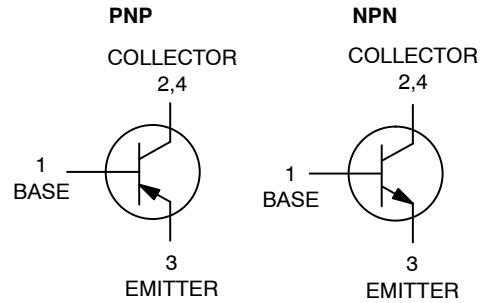 PNP
COLLECTOR
2,4
1
BASE
3
EMITTER
NPN
COLLECTOR
2,4
1
BASE
3
EMITTER